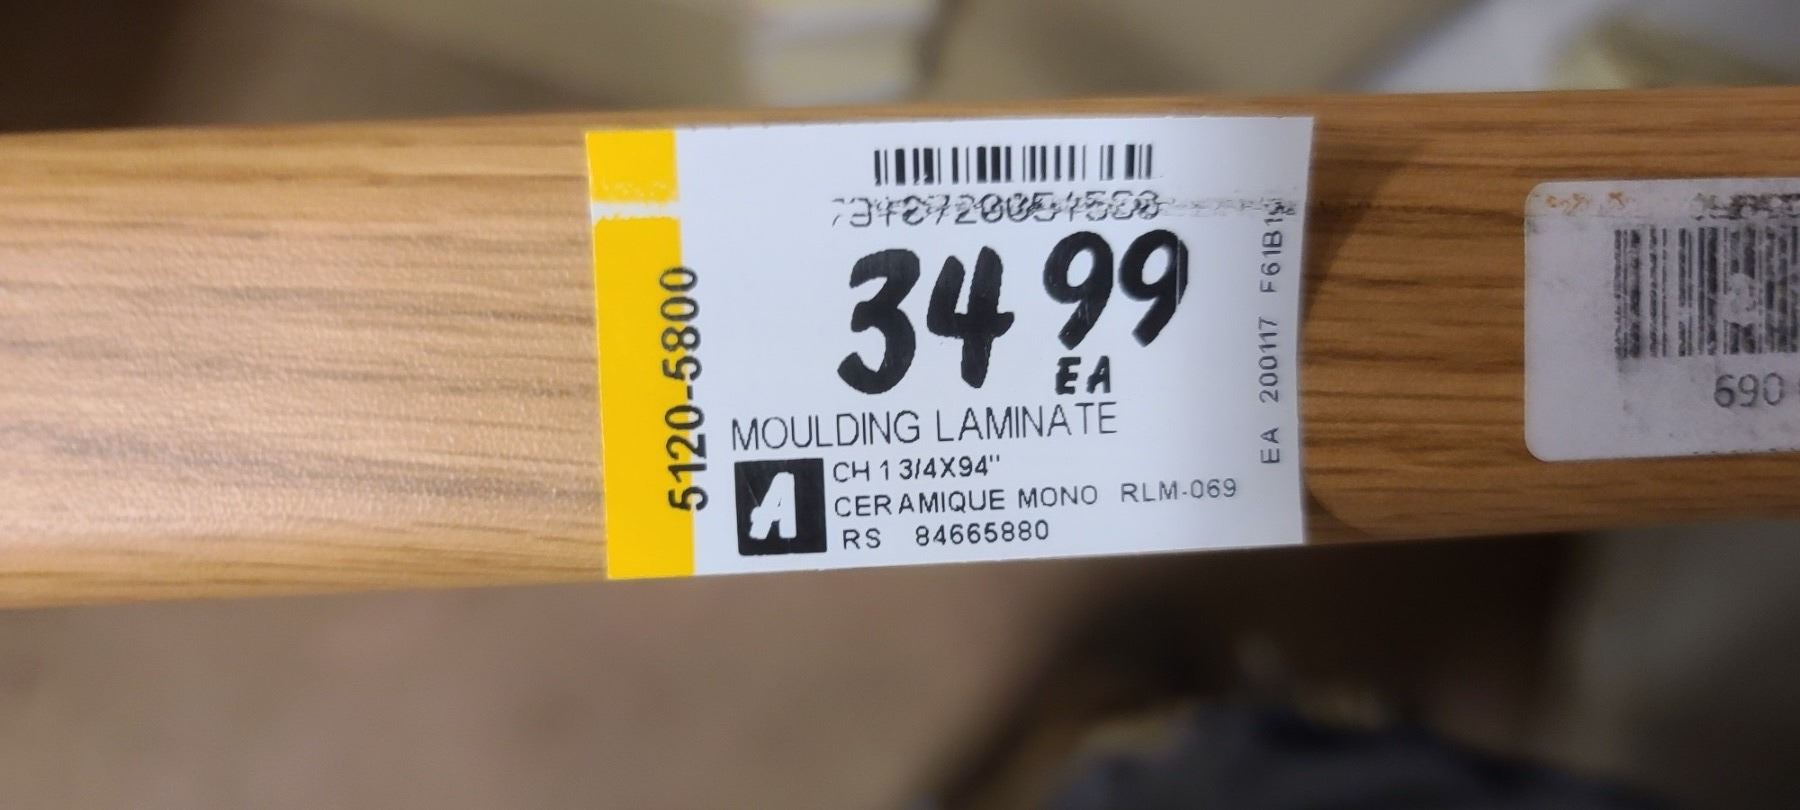 5120-5800
34 99
EA
MOULDING LAMINATE
A
CH 1 3/4X94"
CERAMIQUE MONO RLM-069
RS 84665880
EA 200117
690